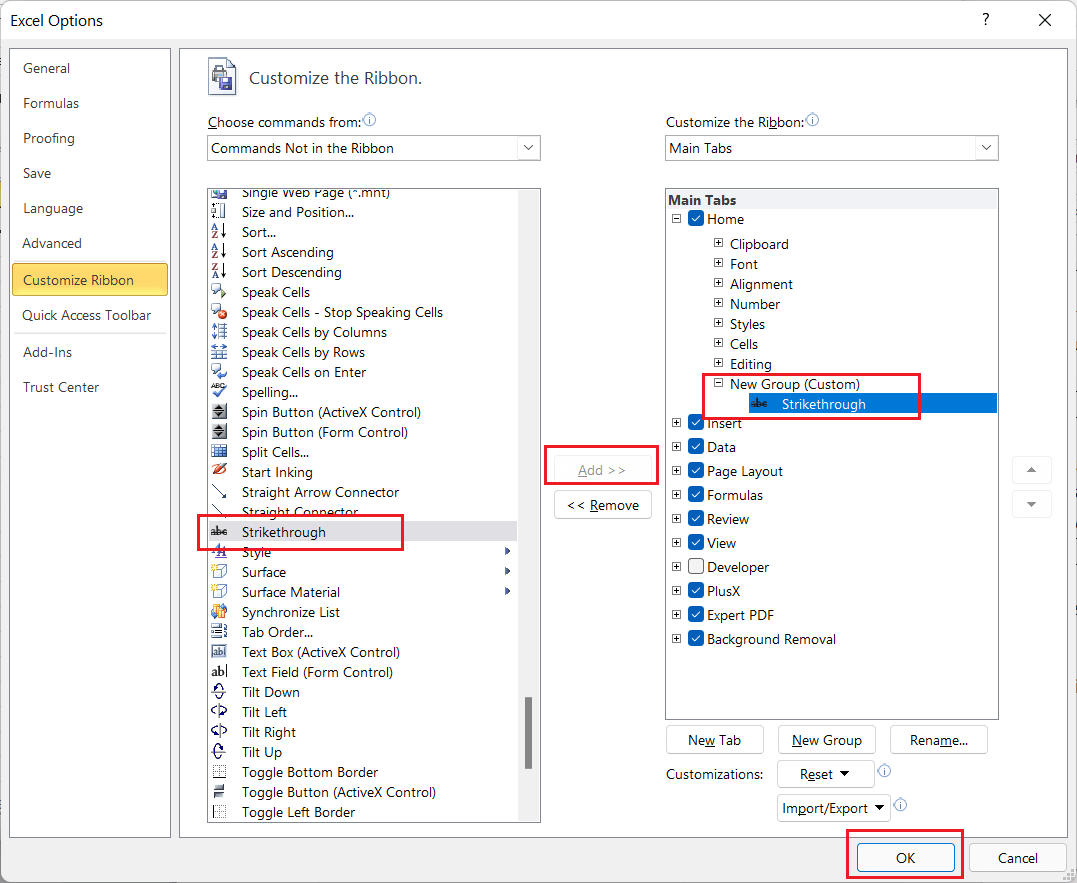 Excel Options
?
General
Formulas
Proofing
Save
Language
Advanced
Customize Ribbon
Quick Access Toolbar
Add-Ins
Trust Center
Customize the Ribbon.
Choose commands from:
Commands Not in the Ribbon
Single Web Page (*.mht)
Size and Position...
Sort...
Sort Ascending
Sort Descending
Speak Cells
Speak Cells - Stop Speaking Cells
Speak Cells by Columns
Speak Cells by Rows
Speak Cells on Enter
Spelling...
Spin Button (ActiveX Control)
Spin Button (Form Control)
Split Cells...
Start Inking
Straight Arrow Connector
Straight Connector
abc Strikethrough
Style
Surface
Surface Material
Synchronize List
Tab Order...
Text Box (ActiveX Control)
Text Field (Form Control)
Tilt Down
Tilt Left
Tilt Right
Tilt Up
Toggle Bottom Border
Toggle Button (ActiveX Control)
Toggle Left Border
Add >>
<< Remove
Customize the Ribbon:
Main Tabs
Main Tabs
Home
Clipboard
Font
Alignment
Number
Styles
Cells
Editing
New Group (Custom)
abc Strikethrough
Insert
Data
Page Layout
Formulas
Review
View
Developer
PlusX
Expert PDF
Background Removal
New Tab
New Group
Rename...
Customizations:
Reset
Import/Export
OK
Cancel